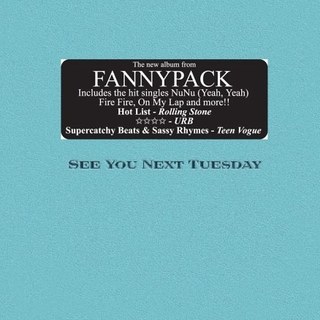 The new album from
FANNYPACK
Includes the hit singles NuNu (Yeah, Yeah)
Fire Fire, On My Lap and more!!
Hot List - Rolling Stone
☆☆☆☆ - URB
Supercatchy Beats & Sassy Rhymes - Teen Vogue
SEE YOU NEXT TUESDAY